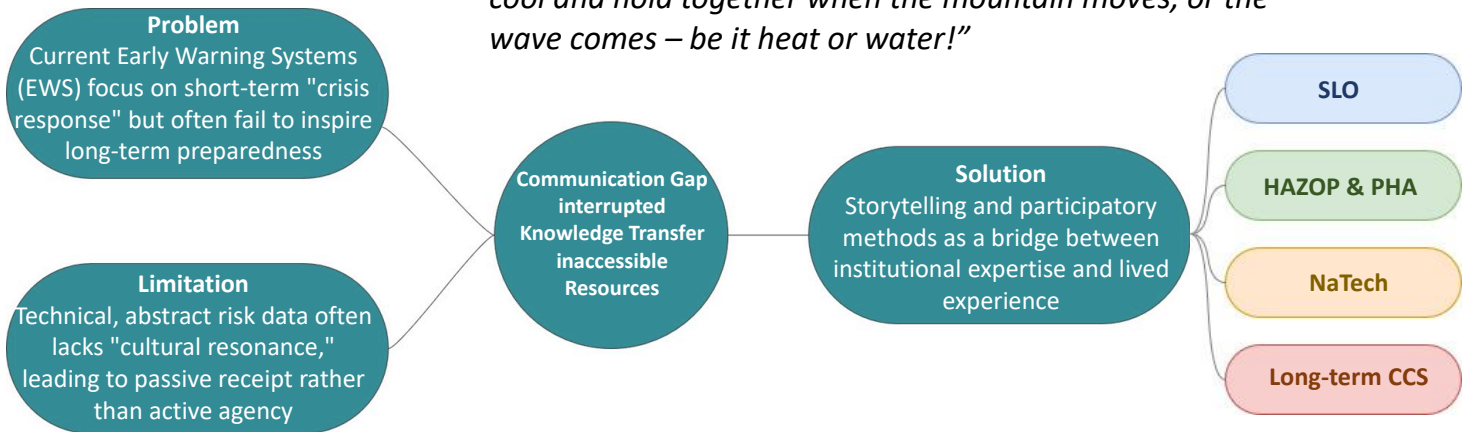 cool and hold together when the mountain moves, or the
wave comes – be it heat or water!”
Problem
Current Early Warning Systems
(EWS) focus on short-term "crisis
response" but often fail to inspire
long-term preparedness
Limitation
Technical, abstract risk data often
lacks "cultural resonance,"
leading to passive receipt rather
than active agency
Communication Gap
interrupted
Knowledge Transfer
inaccessible
Resources
Solution
Storytelling and participatory
methods as a bridge between
institutional expertise and lived
experience
SLO
HAZOP & PHA
NaTech
Long-term CCS